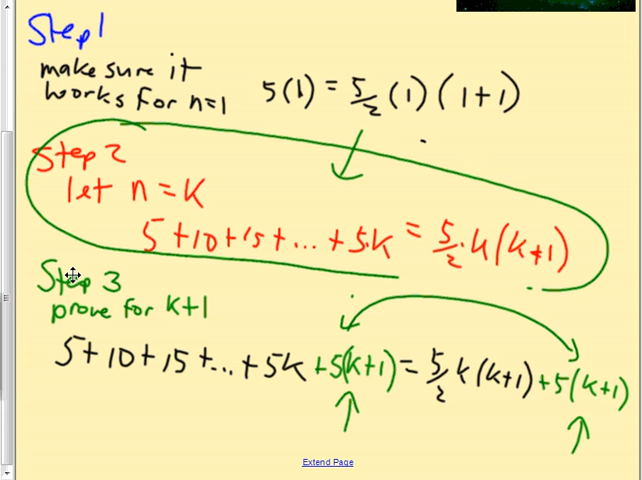 Step 1
make sure it
works for n=1
5(1) = 5/2 (1) (1+1)
Step 2
let n = k
5+10+15+...+5·k = 5/2·k(k+1)
Step 3
prove for k+1
5+10+15+...+5k+5(k+1) = 5/2 k(k+1)+5(k+1)
Extend Page